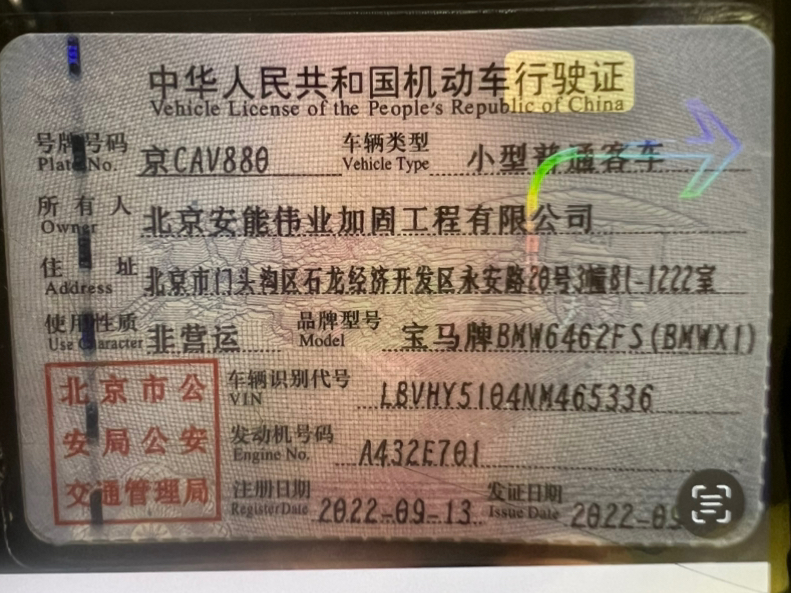 中华人民共和国机动车行驶证
Vehicle License of the People's Republic of China
号牌号码 京CAV880 车辆类型 小型普通客车
Plate No. Vehicle Type
所有人 北京安能伟业加固工程有限公司
Owner
住址 北京市门头沟区石龙经济开发区永安路20号3幢B1-1222室
Address
使用性质 非营运 品牌型号 宝马牌BMW6462FS(BMWX1)
Use Character Model
北京市公安局公安交通管理局
车辆识别代号 LBVHY5104NM465336
VIN
发动机号码 A432E701
Engine No.
注册日期 2022-09-13 发证日期 2022-09
Register Date Issue Date